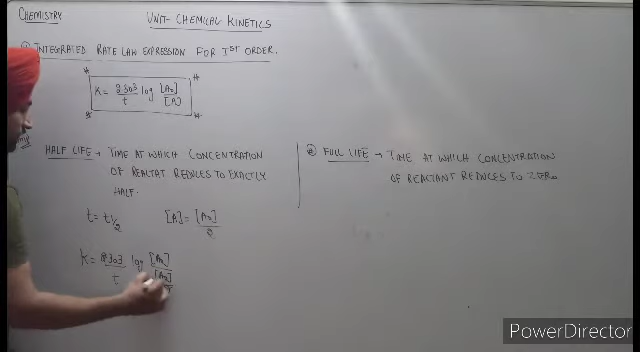 CHEMISTRY
UNIT- CHEMICAL KINETICS
INTEGRATED RATE LAW EXPRESSION FOR 1ST ORDER.
K = 2.303/t log [A₀]/[A]
HALF LIFE → TIME AT WHICH CONCENTRATION
OF REACTAT REDUCES TO EXACTLY
HALF.
t = t1/2 [A] = [A₀]/2
K = 2.303/t log [A₀]/[A₀]/2
FULL LIFE → TIME AT WHICH CONCENTRATION
OF REACTANT REDUCES TO ZERO.
PowerDirector